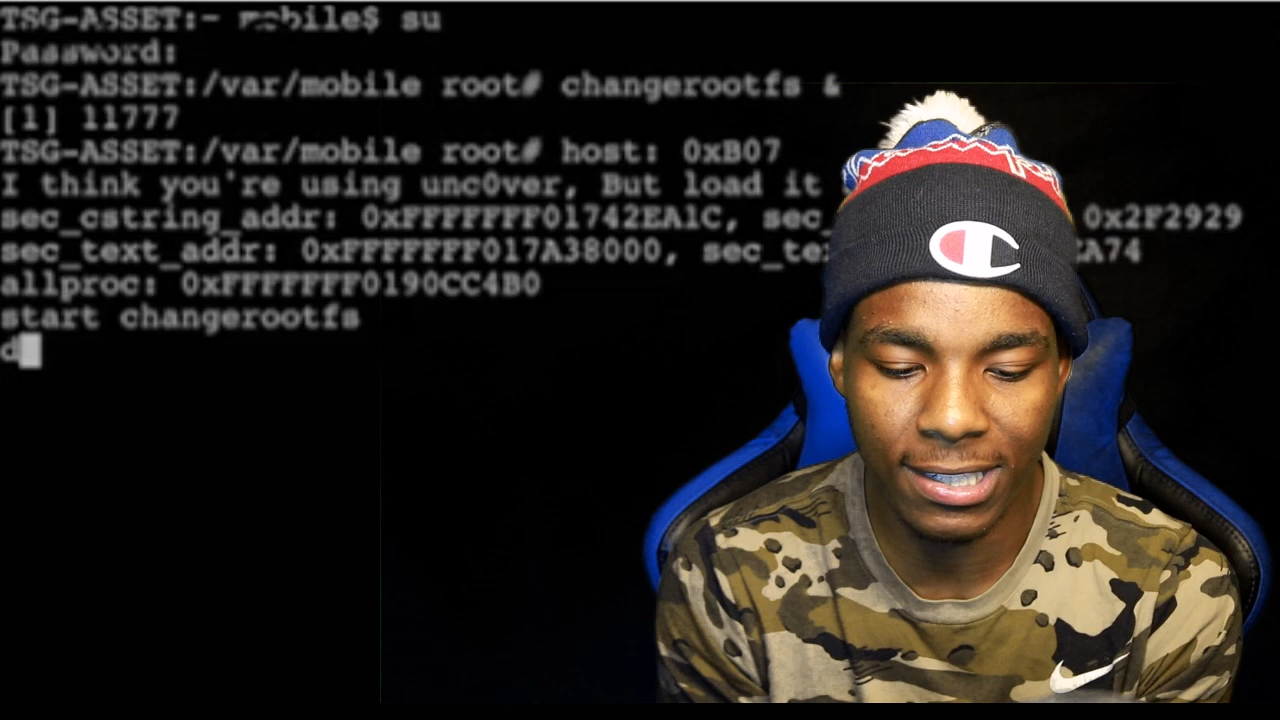 TSG-ASSET:~ mobile$ su
Password:
TSG-ASSET:/var/mobile root# changerootfs &
[1] 11777
TSG-ASSET:/var/mobile root# host: 0xB07
I think you're using unc0ver, But load it
sec_cstring_addr: 0xFFFFFFF01742EA1C, sec_ 0x2F2929
sec_text_addr: 0xFFFFFFF017A38000, sec_te EA74
allproc: 0xFFFFFFF0190CC4B0
start changerootfs
d
C